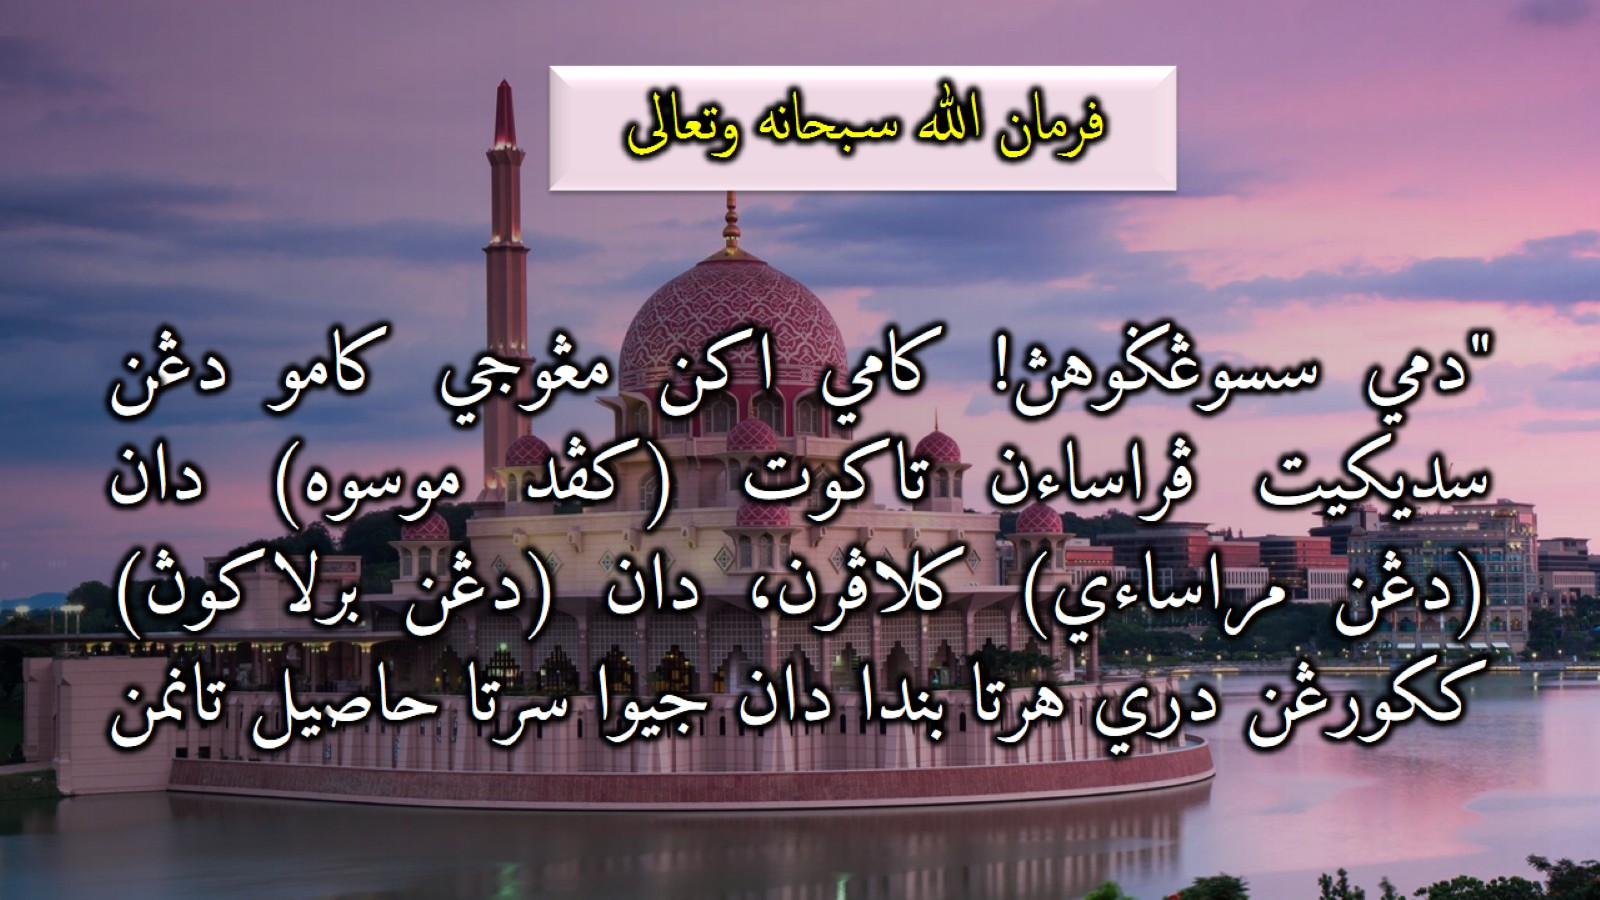 فرمان الله سبحانه وتعالى
"دمي سسوڠݢوهڽ! كامي اكن مڠوجي كامو دڠن
سديكيت ڤراساءن تاكوت (كڤد موسوه) دان
(دڠن مراساءي) كلاڤرن، دان (دڠن برلاكوڽ)
ككورڠن دري هرتا بندا دان جيوا سرتا حاصيل تانمن